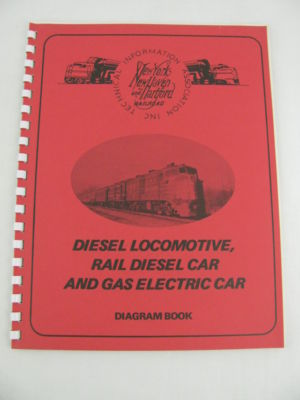 TECHNICAL INFORMATION ASSOCIATION INC
New York
New Haven
and Hartford
RAILROAD
DIESEL LOCOMOTIVE,
RAIL DIESEL CAR
AND GAS ELECTRIC CAR
DIAGRAM BOOK